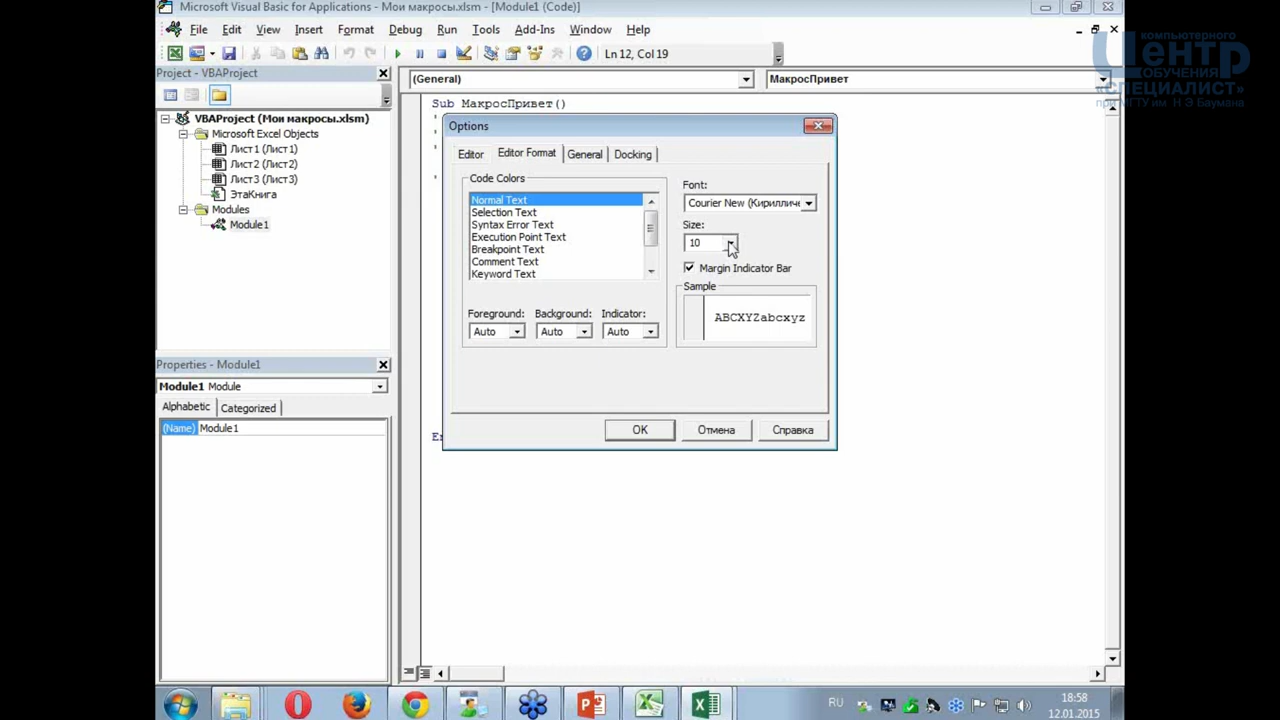 Microsoft Visual Basic for Applications - Мои макросы.xlsm - [Module1 (Code)]
File Edit View Insert Format Debug Run Tools Add-Ins Window Help
Ln 12, Col 19
компьютерного
Центр
ОБУЧЕНИЯ
«СПЕЦИАЛИСТ»
при МГТУ им. Н.Э.Баумана
Project - VBAProject
(General)
МакросПривет
VBAProject (Мои макросы.xlsm)
Microsoft Excel Objects
Лист1 (Лист1)
Лист2 (Лист2)
Лист3 (Лист3)
ЭтаКнига
Modules
Module1
Sub МакросПривет()
Options
Editor Editor Format General Docking
Code Colors
Normal Text
Selection Text
Syntax Error Text
Execution Point Text
Breakpoint Text
Comment Text
Keyword Text
Foreground: Background: Indicator:
Auto Auto Auto
Font:
Courier New (Кирилличе
Size:
10
Margin Indicator Bar
Sample
ABCXYZabcxyz
OK Отмена Справка
Properties - Module1
Module1 Module
Alphabetic Categorized
(Name) Module1
RU
18:58
12.01.2015